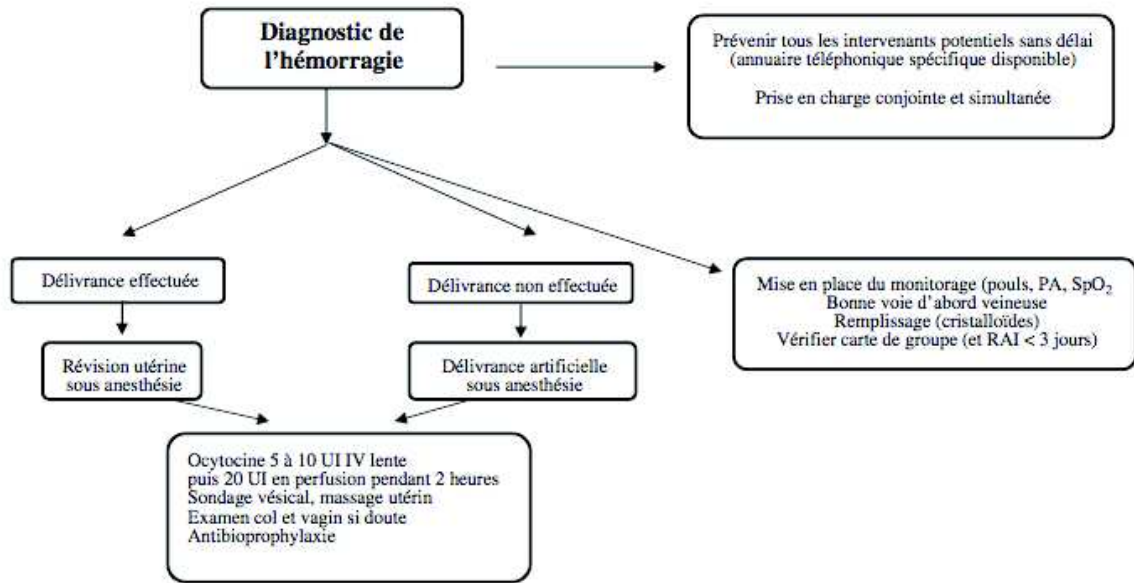 Diagnostic de
l'hémorragie
Prévenir tous les intervenants potentiels sans délai
(annuaire téléphonique spécifique disponible)
Prise en charge conjointe et simultanée
Délivrance effectuée
Délivrance non effectuée
Mise en place du monitorage (pouls, PA, SpO₂
Bonne voie d'abord veineuse
Remplissage (cristalloïdes)
Vérifier carte de groupe (et RAI < 3 jours)
Révision utérine
sous anesthésie
Délivrance artificielle
sous anesthésie
Ocytocine 5 à 10 UI IV lente
puis 20 UI en perfusion pendant 2 heures
Sondage vésical, massage utérin
Examen col et vagin si doute
Antibioprophylaxie